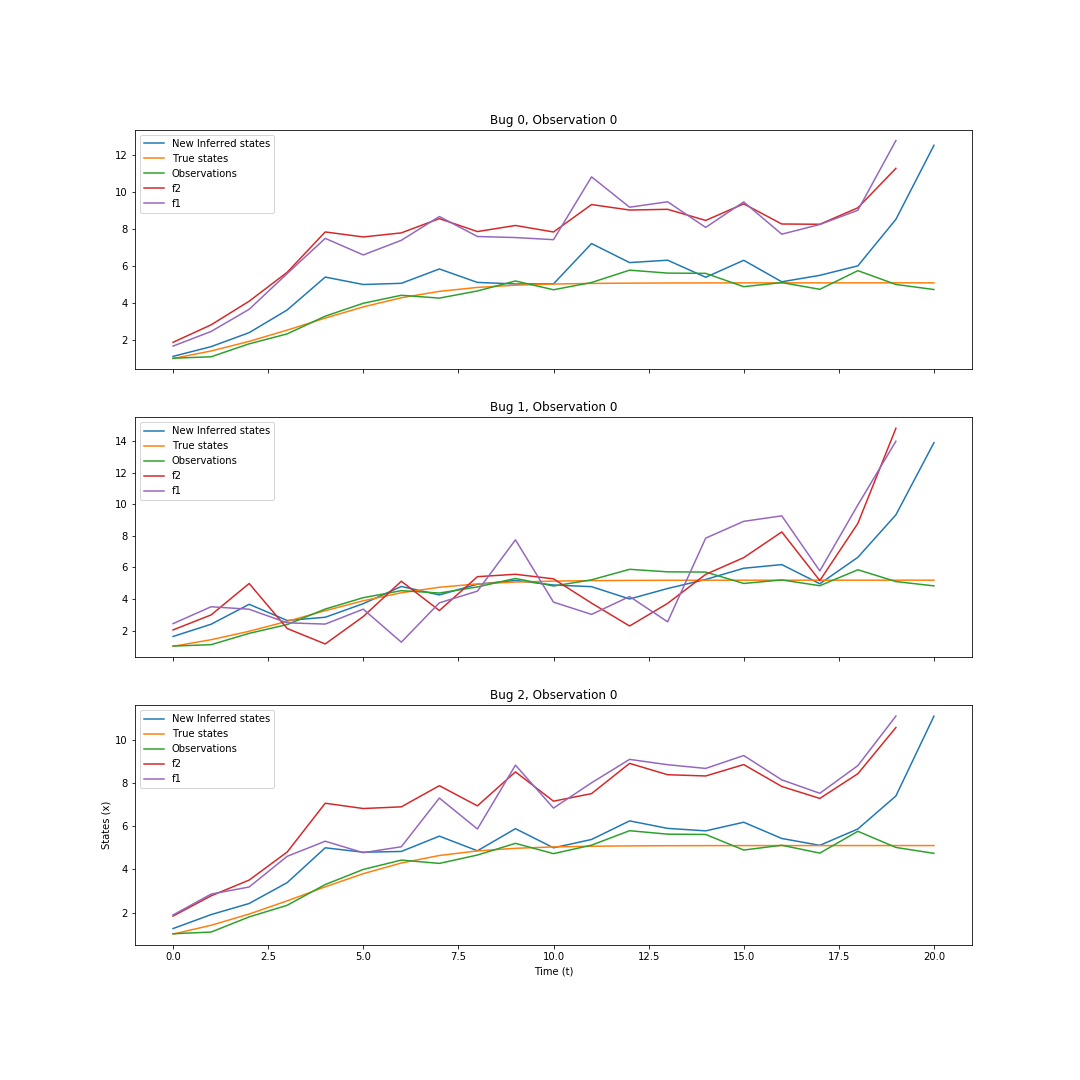 Bug 0, Observation 0
New Inferred states
True states
Observations
f2
f1
12
10
8
6
4
2
Bug 1, Observation 0
New Inferred states
True states
Observations
f2
f1
14
12
10
8
6
4
2
Bug 2, Observation 0
New Inferred states
True states
Observations
f2
f1
10
8
6
4
2
States (x)
0.0 2.5 5.0 7.5 10.0 12.5 15.0 17.5 20.0
Time (t)